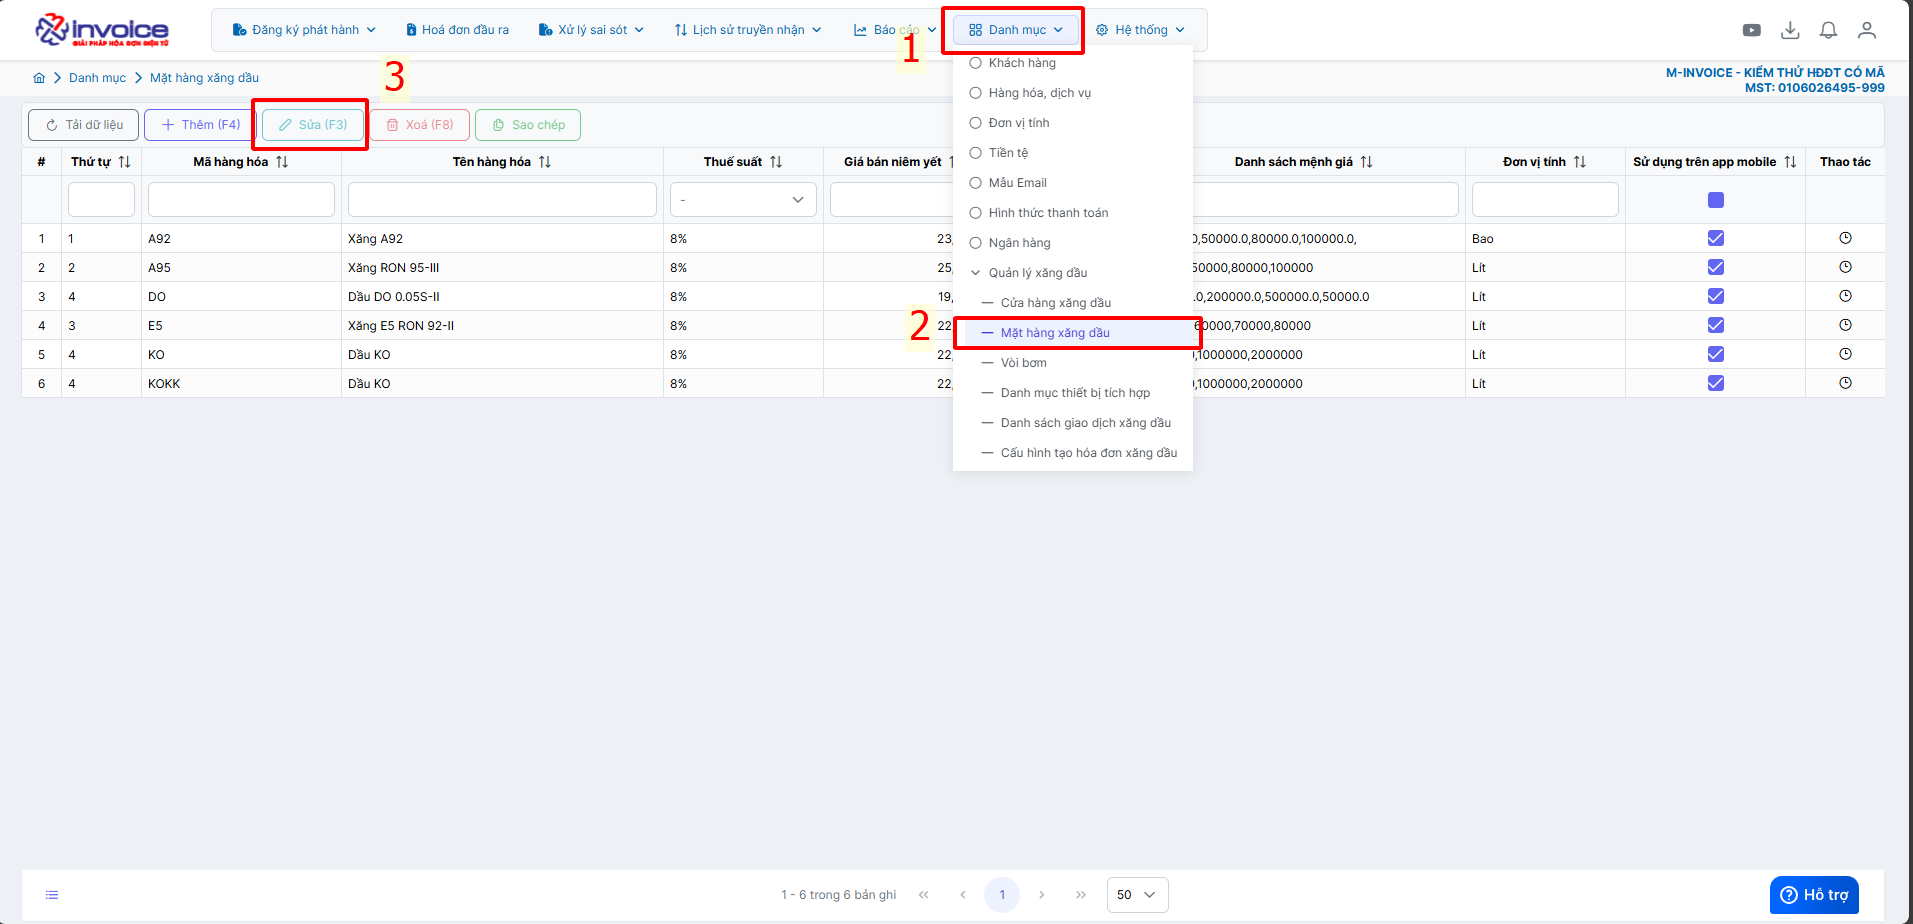 invoice
GIẢI PHÁP HÓA ĐƠN ĐIỆN TỬ
Đăng ký phát hành
Hoá đơn đầu ra
Xử lý sai sót
Lịch sử truyền nhận
Báo cáo
Danh mục
Hệ thống
1
Danh mục
Mặt hàng xăng dầu
3
M-INVOICE - KIỂM THỬ HĐĐT CÓ MÃ
MST: 0106026495-999
Tải dữ liệu
Thêm (F4)
Sửa (F3)
Xoá (F8)
Sao chép
Khách hàng
Hàng hóa, dịch vụ
Đơn vị tính
Tiền tệ
Mẫu Email
Hình thức thanh toán
Ngân hàng
Quản lý xăng dầu
Cửa hàng xăng dầu
2
Mặt hàng xăng dầu
Vòi bơm
Danh mục thiết bị tích hợp
Danh sách giao dịch xăng dầu
Cấu hình tạo hóa đơn xăng dầu
# Thứ tự Mã hàng hóa Tên hàng hóa Thuế suất Giá bán niêm yết Danh sách mệnh giá Đơn vị tính Sử dụng trên app mobile Thao tác
-
1 1 A92 Xăng A92 8% 23, 0,50000.0,80000.0,100000.0, Bao
2 2 A95 Xăng RON 95-III 8% 25, 50000,80000,100000 Lít
3 4 DO Dầu DO 0.05S-II 8% 19, .0,200000.0,500000.0,50000.0 Lít
4 3 E5 Xăng E5 RON 92-II 8% 22, 60000,70000,80000 Lít
5 4 KO Dầu KO 8% 22, ,1000000,2000000 Lít
6 4 KOKK Dầu KO 8% 22, ,1000000,2000000 Lít
1 - 6 trong 6 bản ghi
1
50
Hỗ trợ